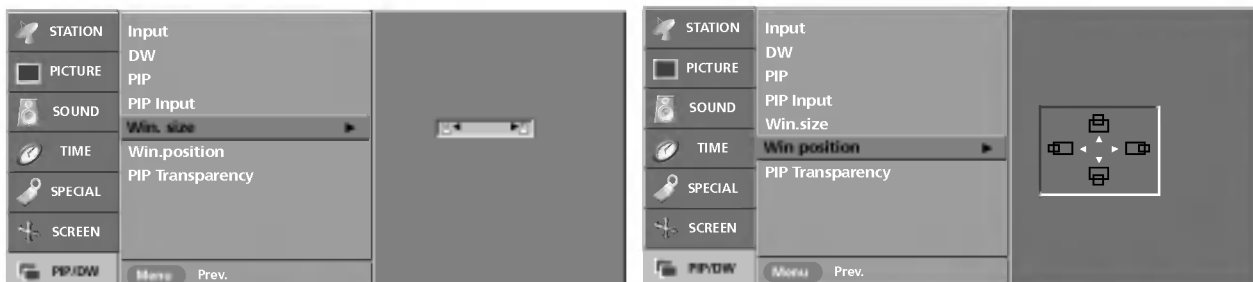 STATION
PICTURE
SOUND
TIME
SPECIAL
SCREEN
PIP/DW
Input
DW
PIP
PIP Input
Win. size
Win.position
PIP Transparency
Menu Prev.
STATION
PICTURE
SOUND
TIME
SPECIAL
SCREEN
PIP/DW
Input
DW
PIP
PIP Input
Win.size
Win position
PIP Transparency
Menu Prev.